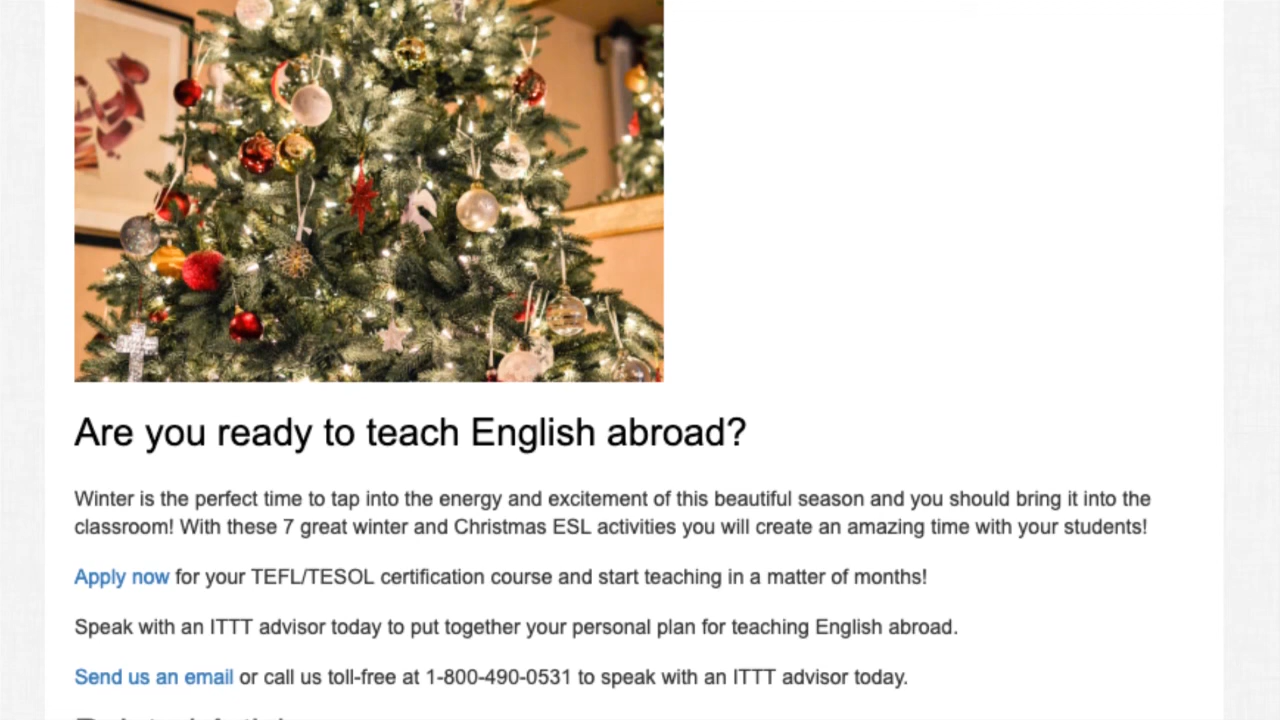 Are you ready to teach English abroad?
Winter is the perfect time to tap into the energy and excitement of this beautiful season and you should bring it into the
classroom! With these 7 great winter and Christmas ESL activities you will create an amazing time with your students!
Apply now for your TEFL/TESOL certification course and start teaching in a matter of months!
Speak with an ITTT advisor today to put together your personal plan for teaching English abroad.
Send us an email or call us toll-free at 1-800-490-0531 to speak with an ITTT advisor today.